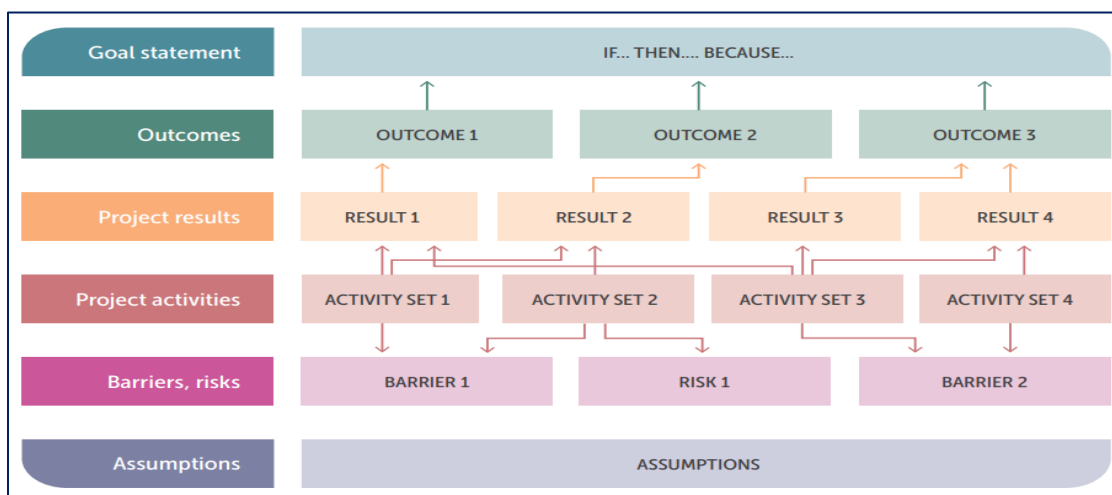 Goal statement
IF... THEN.... BECAUSE...
Outcomes
OUTCOME 1
OUTCOME 2
OUTCOME 3
Project results
RESULT 1
RESULT 2
RESULT 3
RESULT 4
Project activities
ACTIVITY SET 1
ACTIVITY SET 2
ACTIVITY SET 3
ACTIVITY SET 4
Barriers, risks
BARRIER 1
RISK 1
BARRIER 2
Assumptions
ASSUMPTIONS